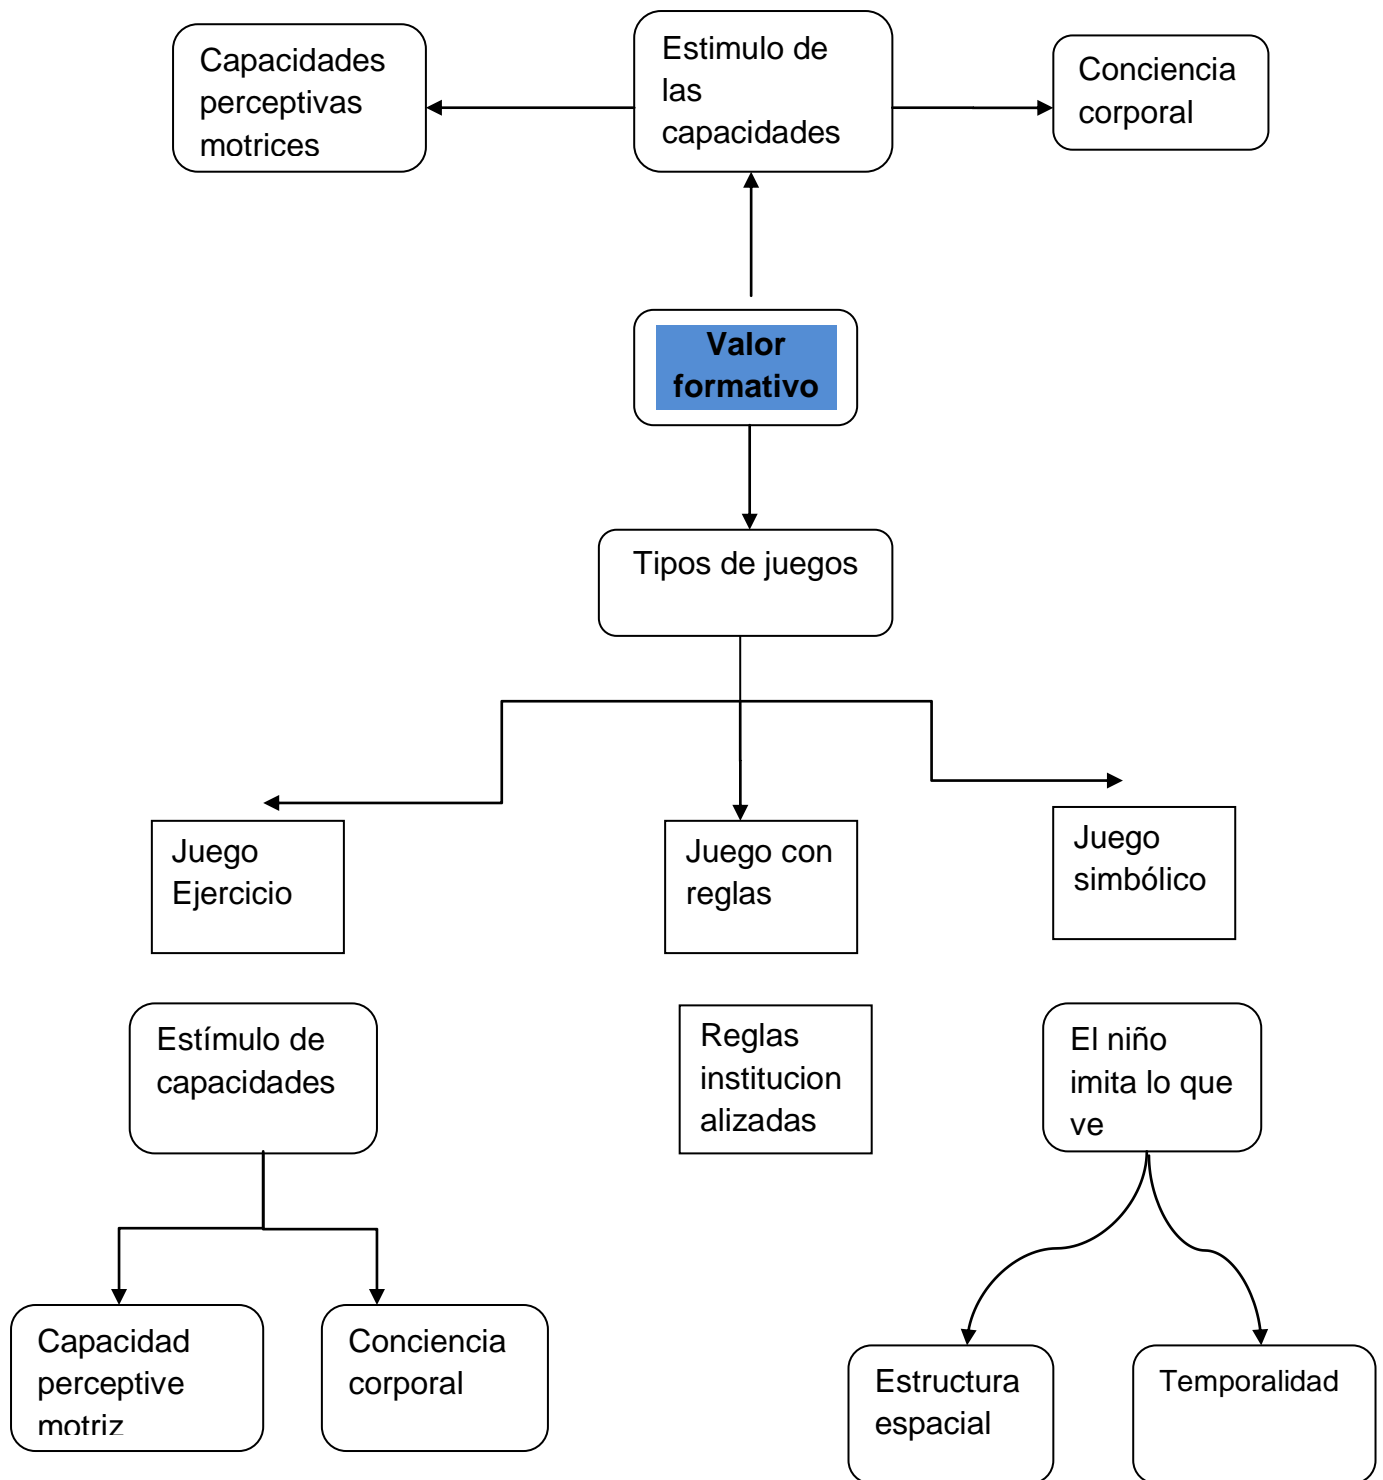 Capacidades
perceptivas
motrices
Estimulo de
las
capacidades
Conciencia
corporal
Valor
formativo
Tipos de juegos
Juego
Ejercicio
Juego con
reglas
Juego
simbólico
Estímulo de
capacidades
Reglas
institucion
alizadas
El niño
imita lo que
ve
Capacidad
perceptive
motriz
Conciencia
corporal
Estructura
espacial
Temporalidad